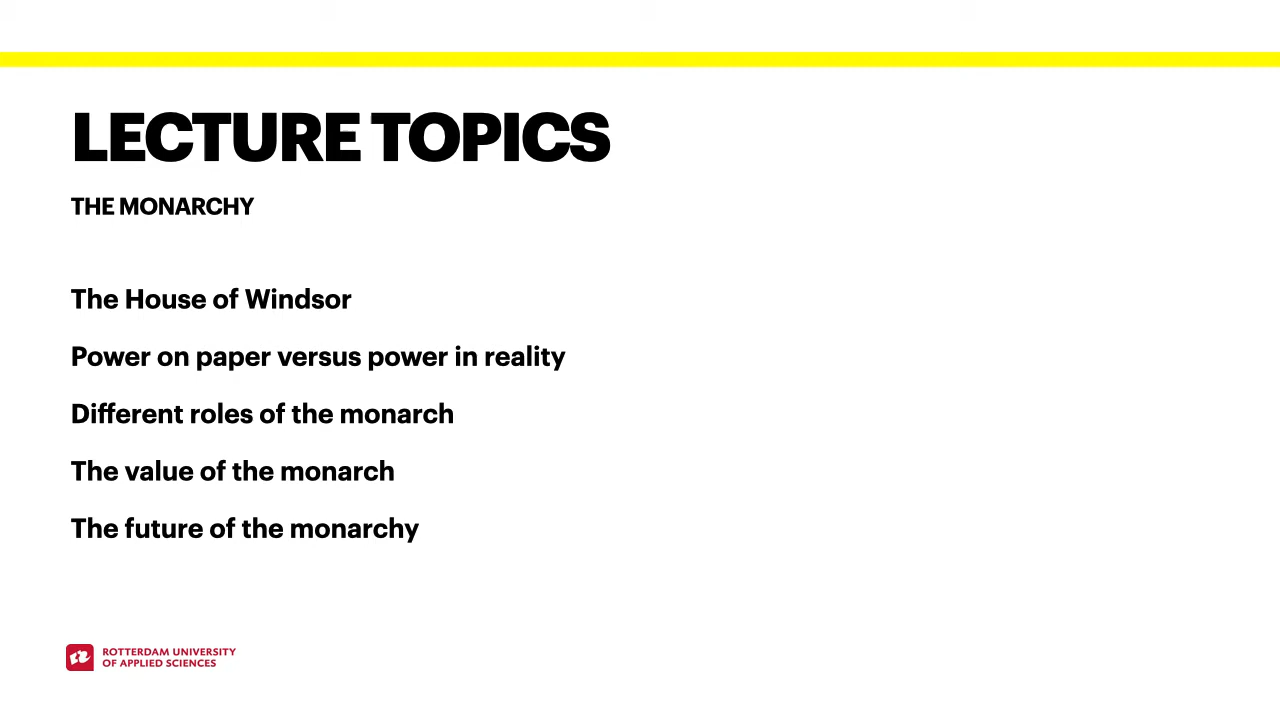 LECTURE TOPICS
THE MONARCHY
The House of Windsor
Power on paper versus power in reality
Different roles of the monarch
The value of the monarch
The future of the monarchy
ROTTERDAM UNIVERSITY
OF APPLIED SCIENCES